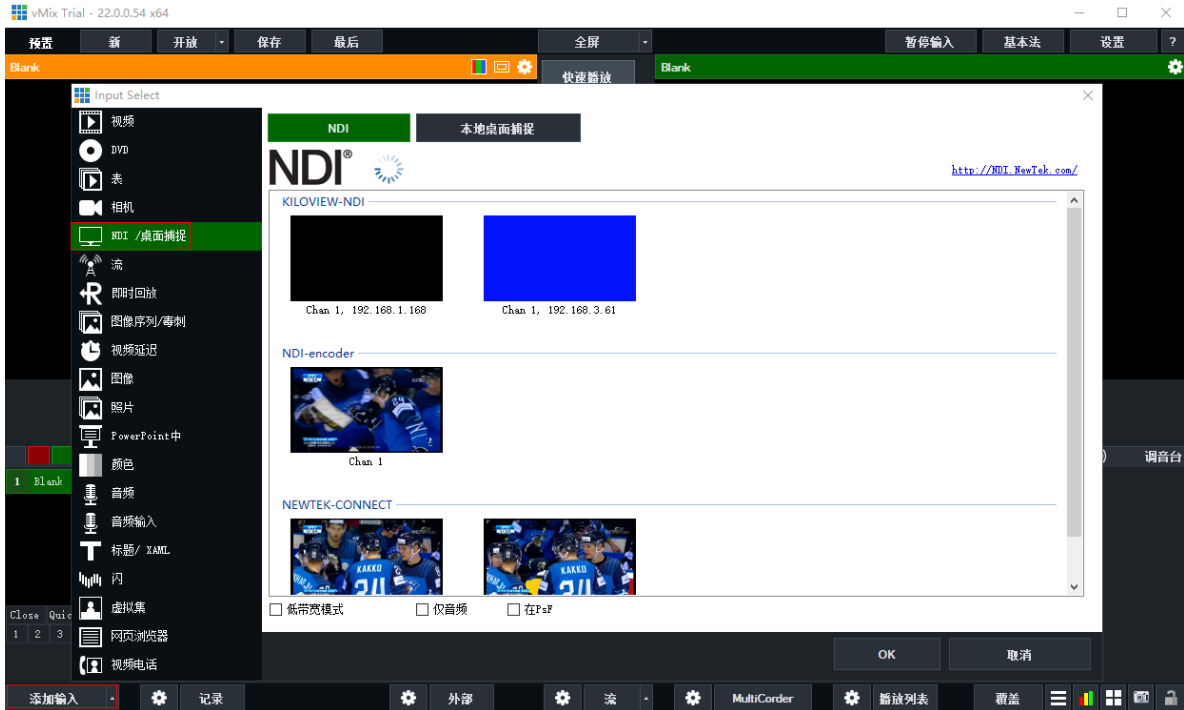 vMix Trial - 22.0.0.54 x64
预置 新 开放 保存 最后 全屏 暂停输入 基本法 设置 ?
Blank 快速播放 Blank
Input Select
视频
DVD
表
相机
NDI /桌面捕捉
流
即时回放
图像序列/毒刺
视频延迟
图像
照片
PowerPoint中
颜色
音频
音频输入
标题/ XAML
闪
虚拟集
网页浏览器
视频电话
NDI 本地桌面捕捉
NDI®
http://NDI.NewTek.com/
KILOVIEW-NDI
Chan 1, 192.168.1.168 Chan 1, 192.168.3.61
NDI-encoder
24
Chan 1
NEWTEK-CONNECT
KAKKO KAKKO
24 24
低带宽模式 仅音频 在PsF
OK 取消
调音台
1 Blank
Close Quic
1 2 3
添加输入 记录 外部 流 MultiCorder 播放列表 覆盖